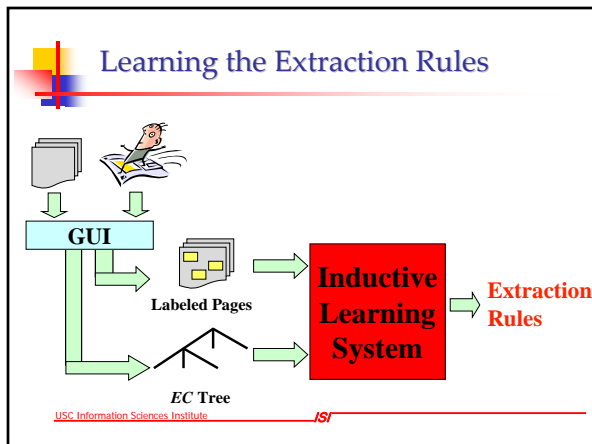 Learning the Extraction Rules
GUI
Labeled Pages
EC Tree
Inductive
Learning
System
Extraction
Rules
USC Information Sciences Institute
ISI